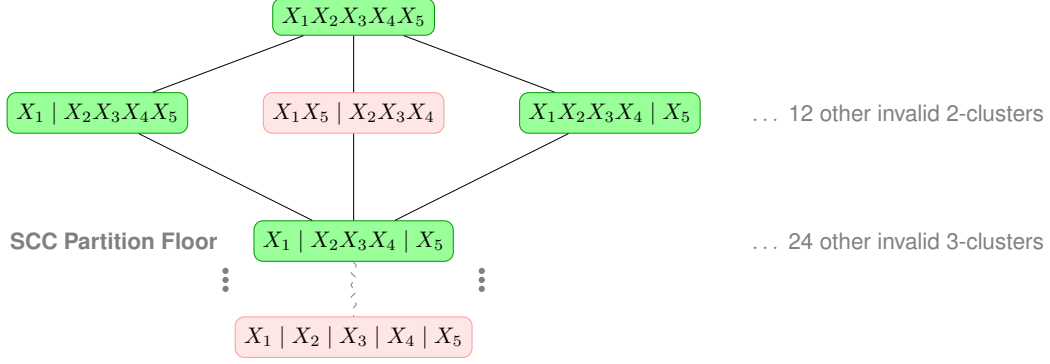 X₁X₂X₃X₄X₅
X₁ | X₂X₃X₄X₅
X₁X₅ | X₂X₃X₄
X₁X₂X₃X₄ | X₅
... 12 other invalid 2-clusters
SCC Partition Floor
X₁ | X₂X₃X₄ | X₅
... 24 other invalid 3-clusters
X₁ | X₂ | X₃ | X₄ | X₅